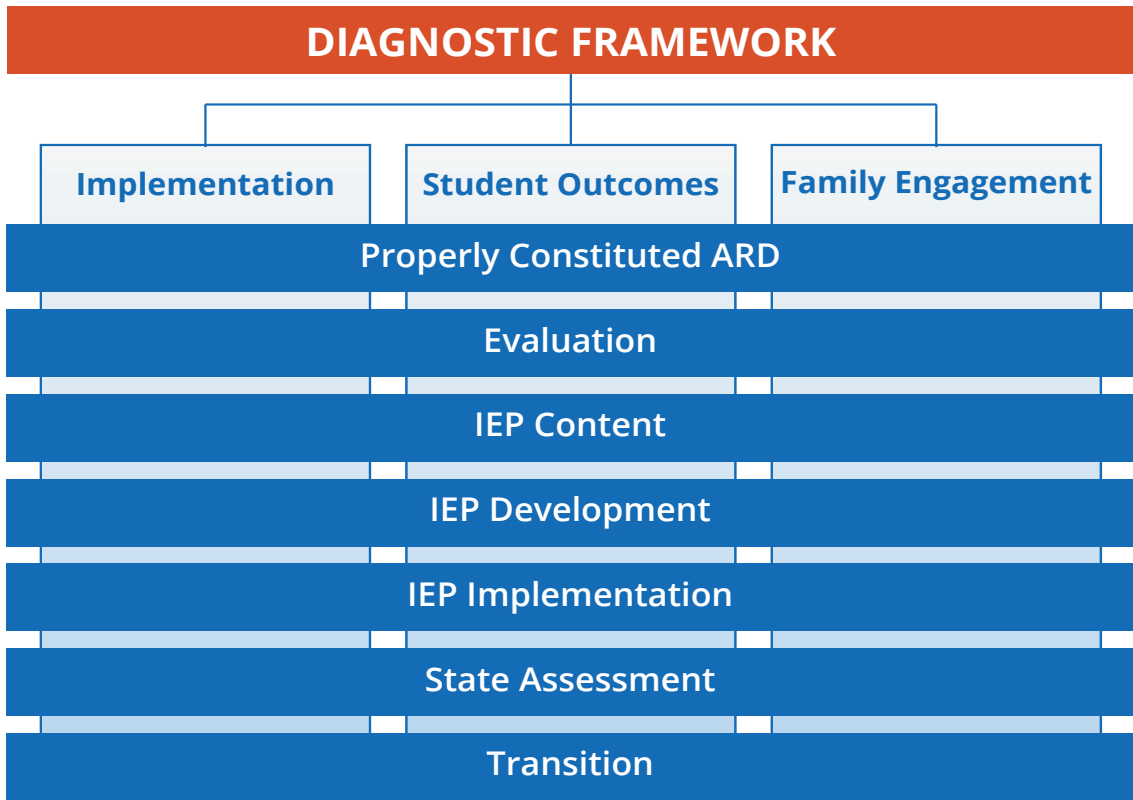 DIAGNOSTIC FRAMEWORK
Implementation
Student Outcomes
Family Engagement
Properly Constituted ARD
Evaluation
IEP Content
IEP Development
IEP Implementation
State Assessment
Transition